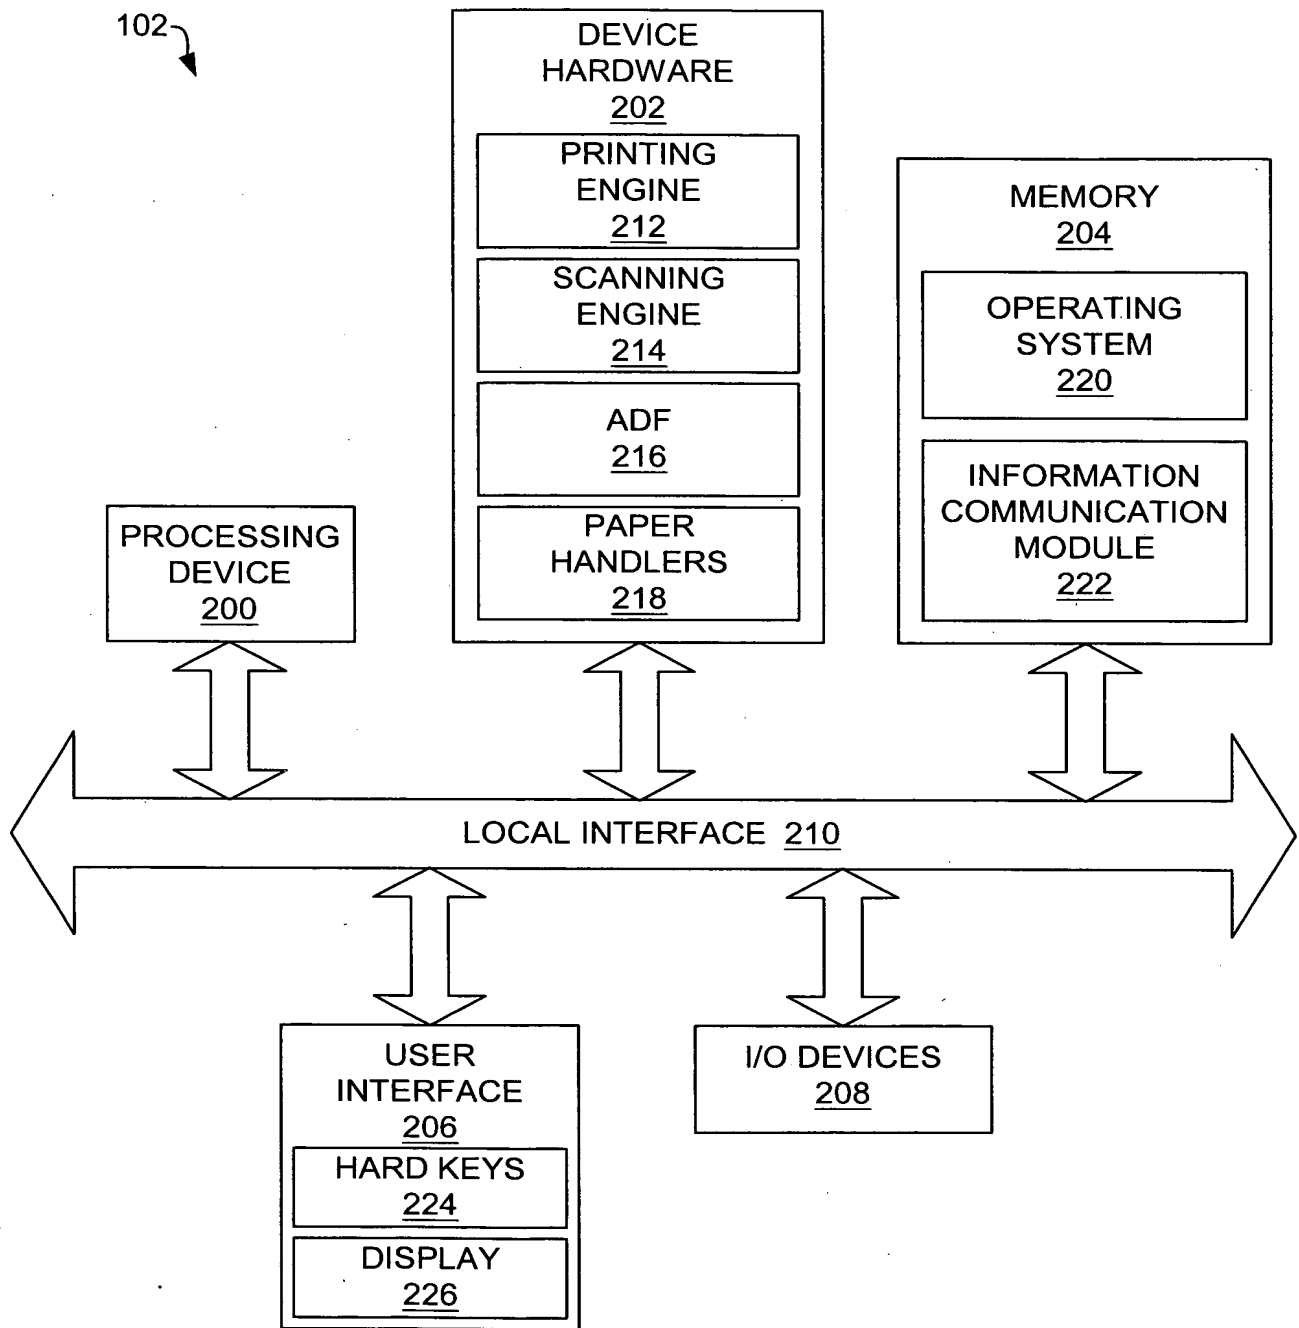 102
DEVICE
HARDWARE
202
PRINTING
ENGINE
212
SCANNING
ENGINE
214
ADF
216
PAPER
HANDLERS
218
MEMORY
204
OPERATING
SYSTEM
220
INFORMATION
COMMUNICATION
MODULE
222
PROCESSING
DEVICE
200
LOCAL INTERFACE 210
USER
INTERFACE
206
HARD KEYS
224
DISPLAY
226
I/O DEVICES
208